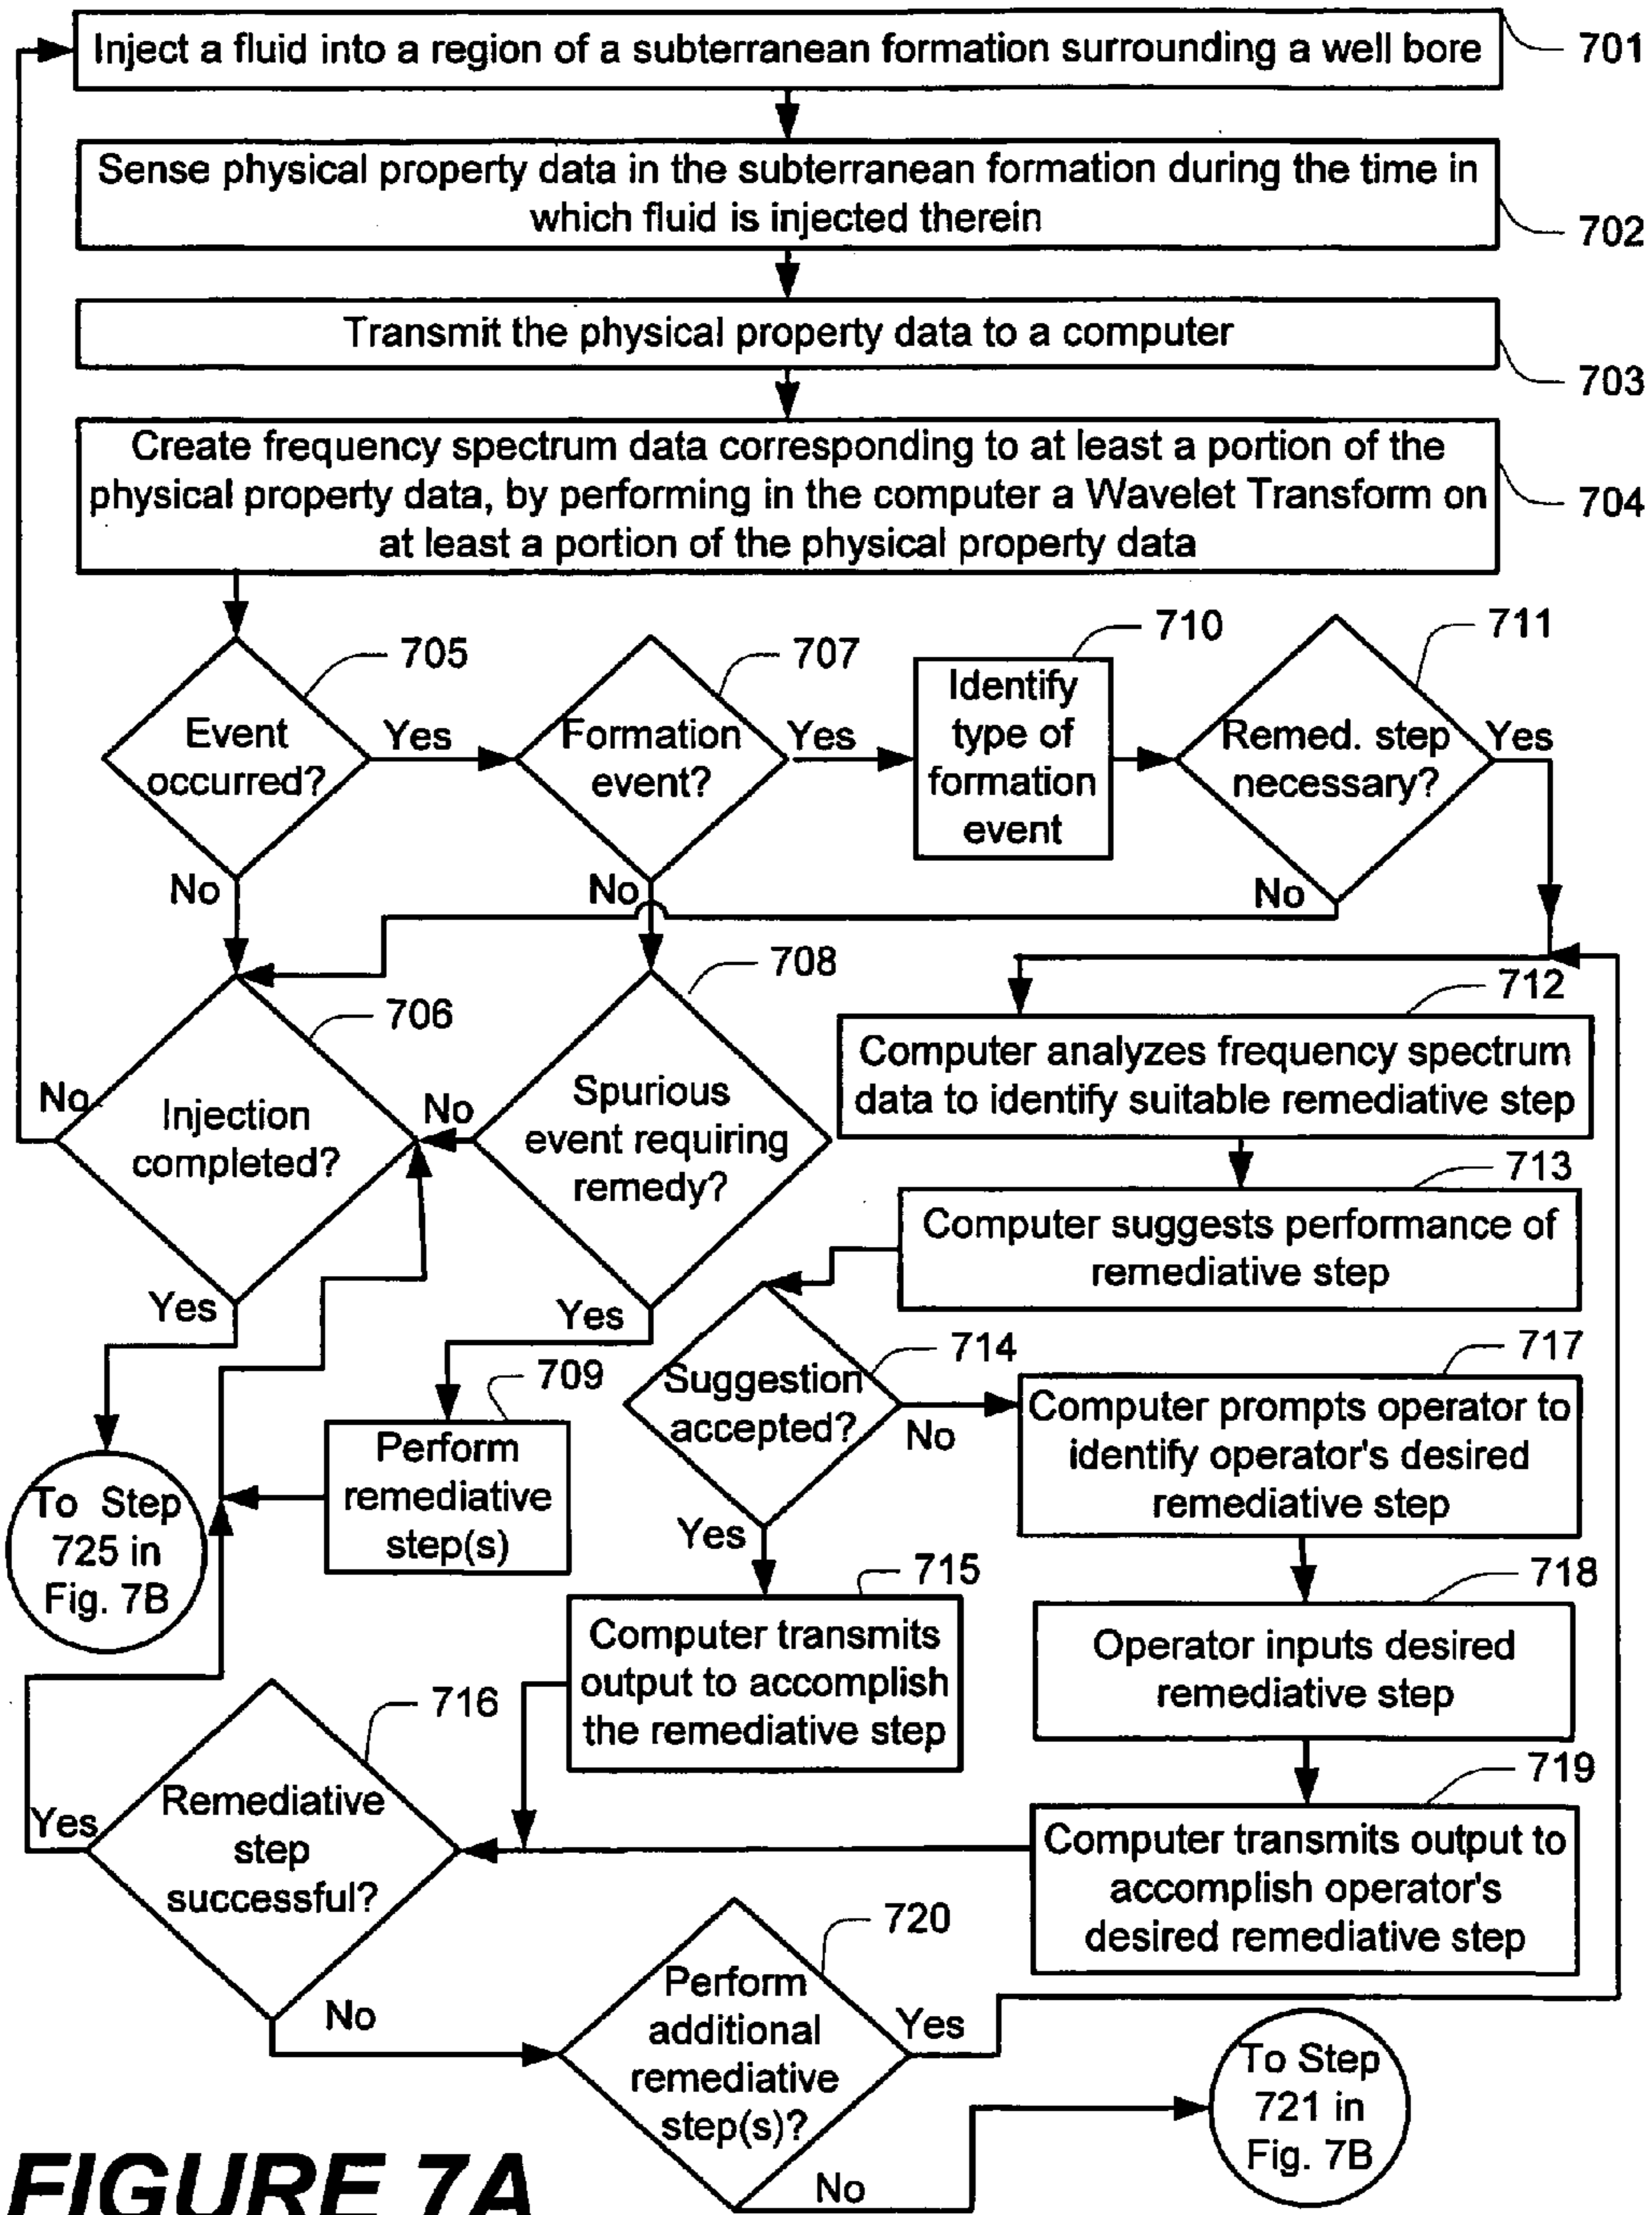 Inject a fluid into a region of a subterranean formation surrounding a well bore
701
Sense physical property data in the subterranean formation during the time in
which fluid is injected therein
702
Transmit the physical property data to a computer
703
Create frequency spectrum data corresponding to at least a portion of the
physical property data, by performing in the computer a Wavelet Transform on
at least a portion of the physical property data
704
705
Event
occurred?
Yes
No
707
Formation
event?
Yes
No
710
Identify
type of
formation
event
711
Remed. step
necessary?
Yes
No
706
Injection
completed?
No
Yes
708
Spurious
event requiring
remedy?
No
Yes
712
Computer analyzes frequency spectrum
data to identify suitable remediative step
713
Computer suggests performance of
remediative step
714
Suggestion
accepted?
No
Yes
709
Perform
remediative
step(s)
To Step
725 in
Fig. 7B
717
Computer prompts operator to
identify operator's desired
remediative step
715
Computer transmits
output to accomplish
the remediative step
718
Operator inputs desired
remediative step
716
Remediative
step
successful?
Yes
No
719
Computer transmits output to
accomplish operator's
desired remediative step
720
Perform
additional
remediative
step(s)?
Yes
No
To Step
721 in
Fig. 7B
FIGURE 7A